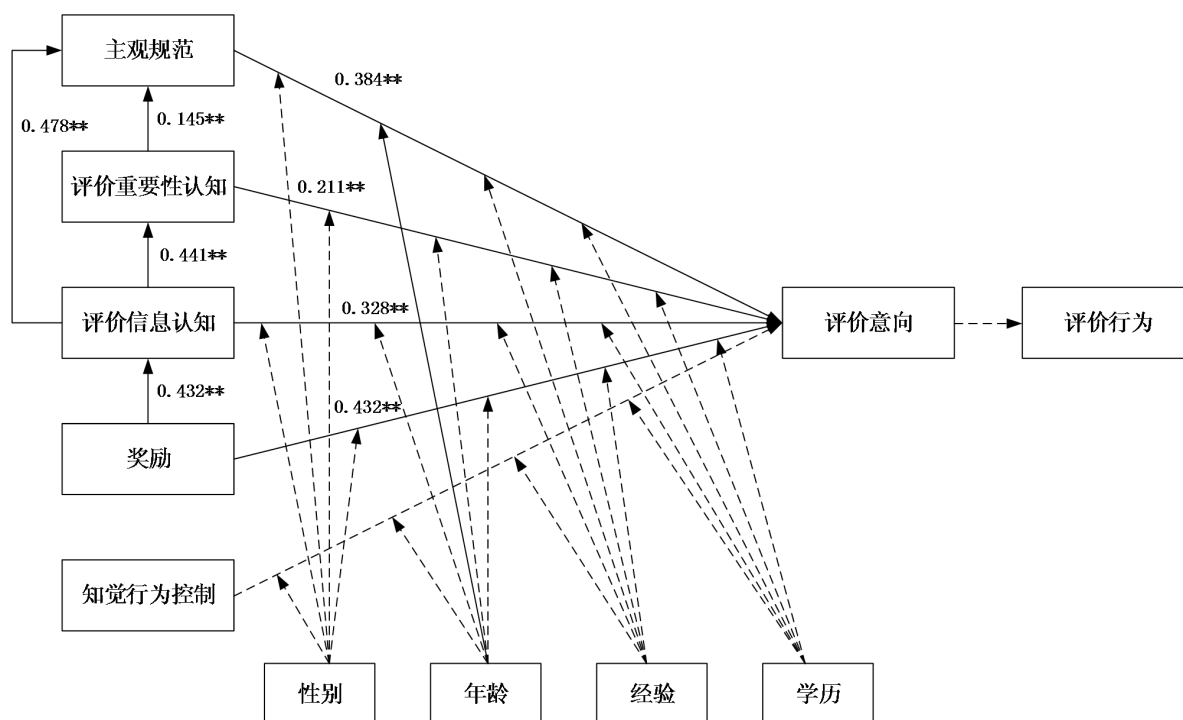 主观规范
0.384**
0.478**
0.145**
评价重要性认知
0.211**
0.441**
评价信息认知
0.328**
评价意向
评价行为
0.432**
0.432**
奖励
知觉行为控制
性别
年龄
经验
学历